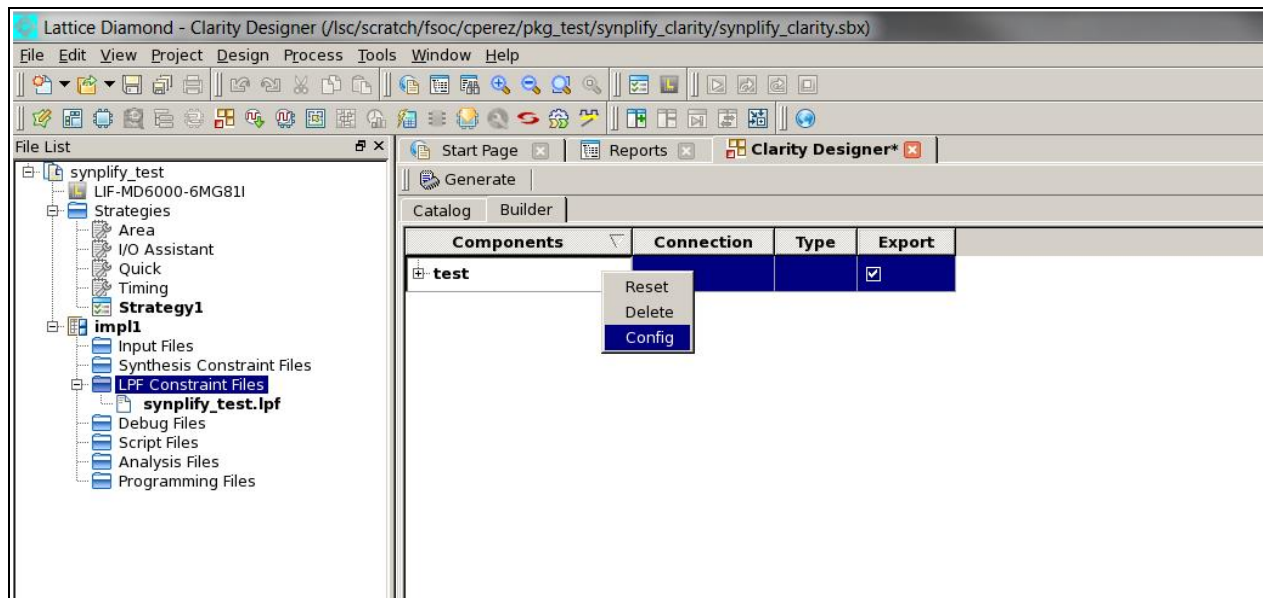 Lattice Diamond - Clarity Designer (/lsc/scratch/fsoc/cperez/pkg_test/synplify_clarity/synplify_clarity.sbx)
File Edit View Project Design Process Tools Window Help
File List
synplify_test
LIF-MD6000-6MG81I
Strategies
Area
I/O Assistant
Quick
Timing
Strategy1
impl1
Input Files
Synthesis Constraint Files
LPF Constraint Files
synplify_test.lpf
Debug Files
Script Files
Analysis Files
Programming Files
Start Page Reports Clarity Designer*
Generate
Catalog Builder
Components Connection Type Export
test
Reset
Delete
Config